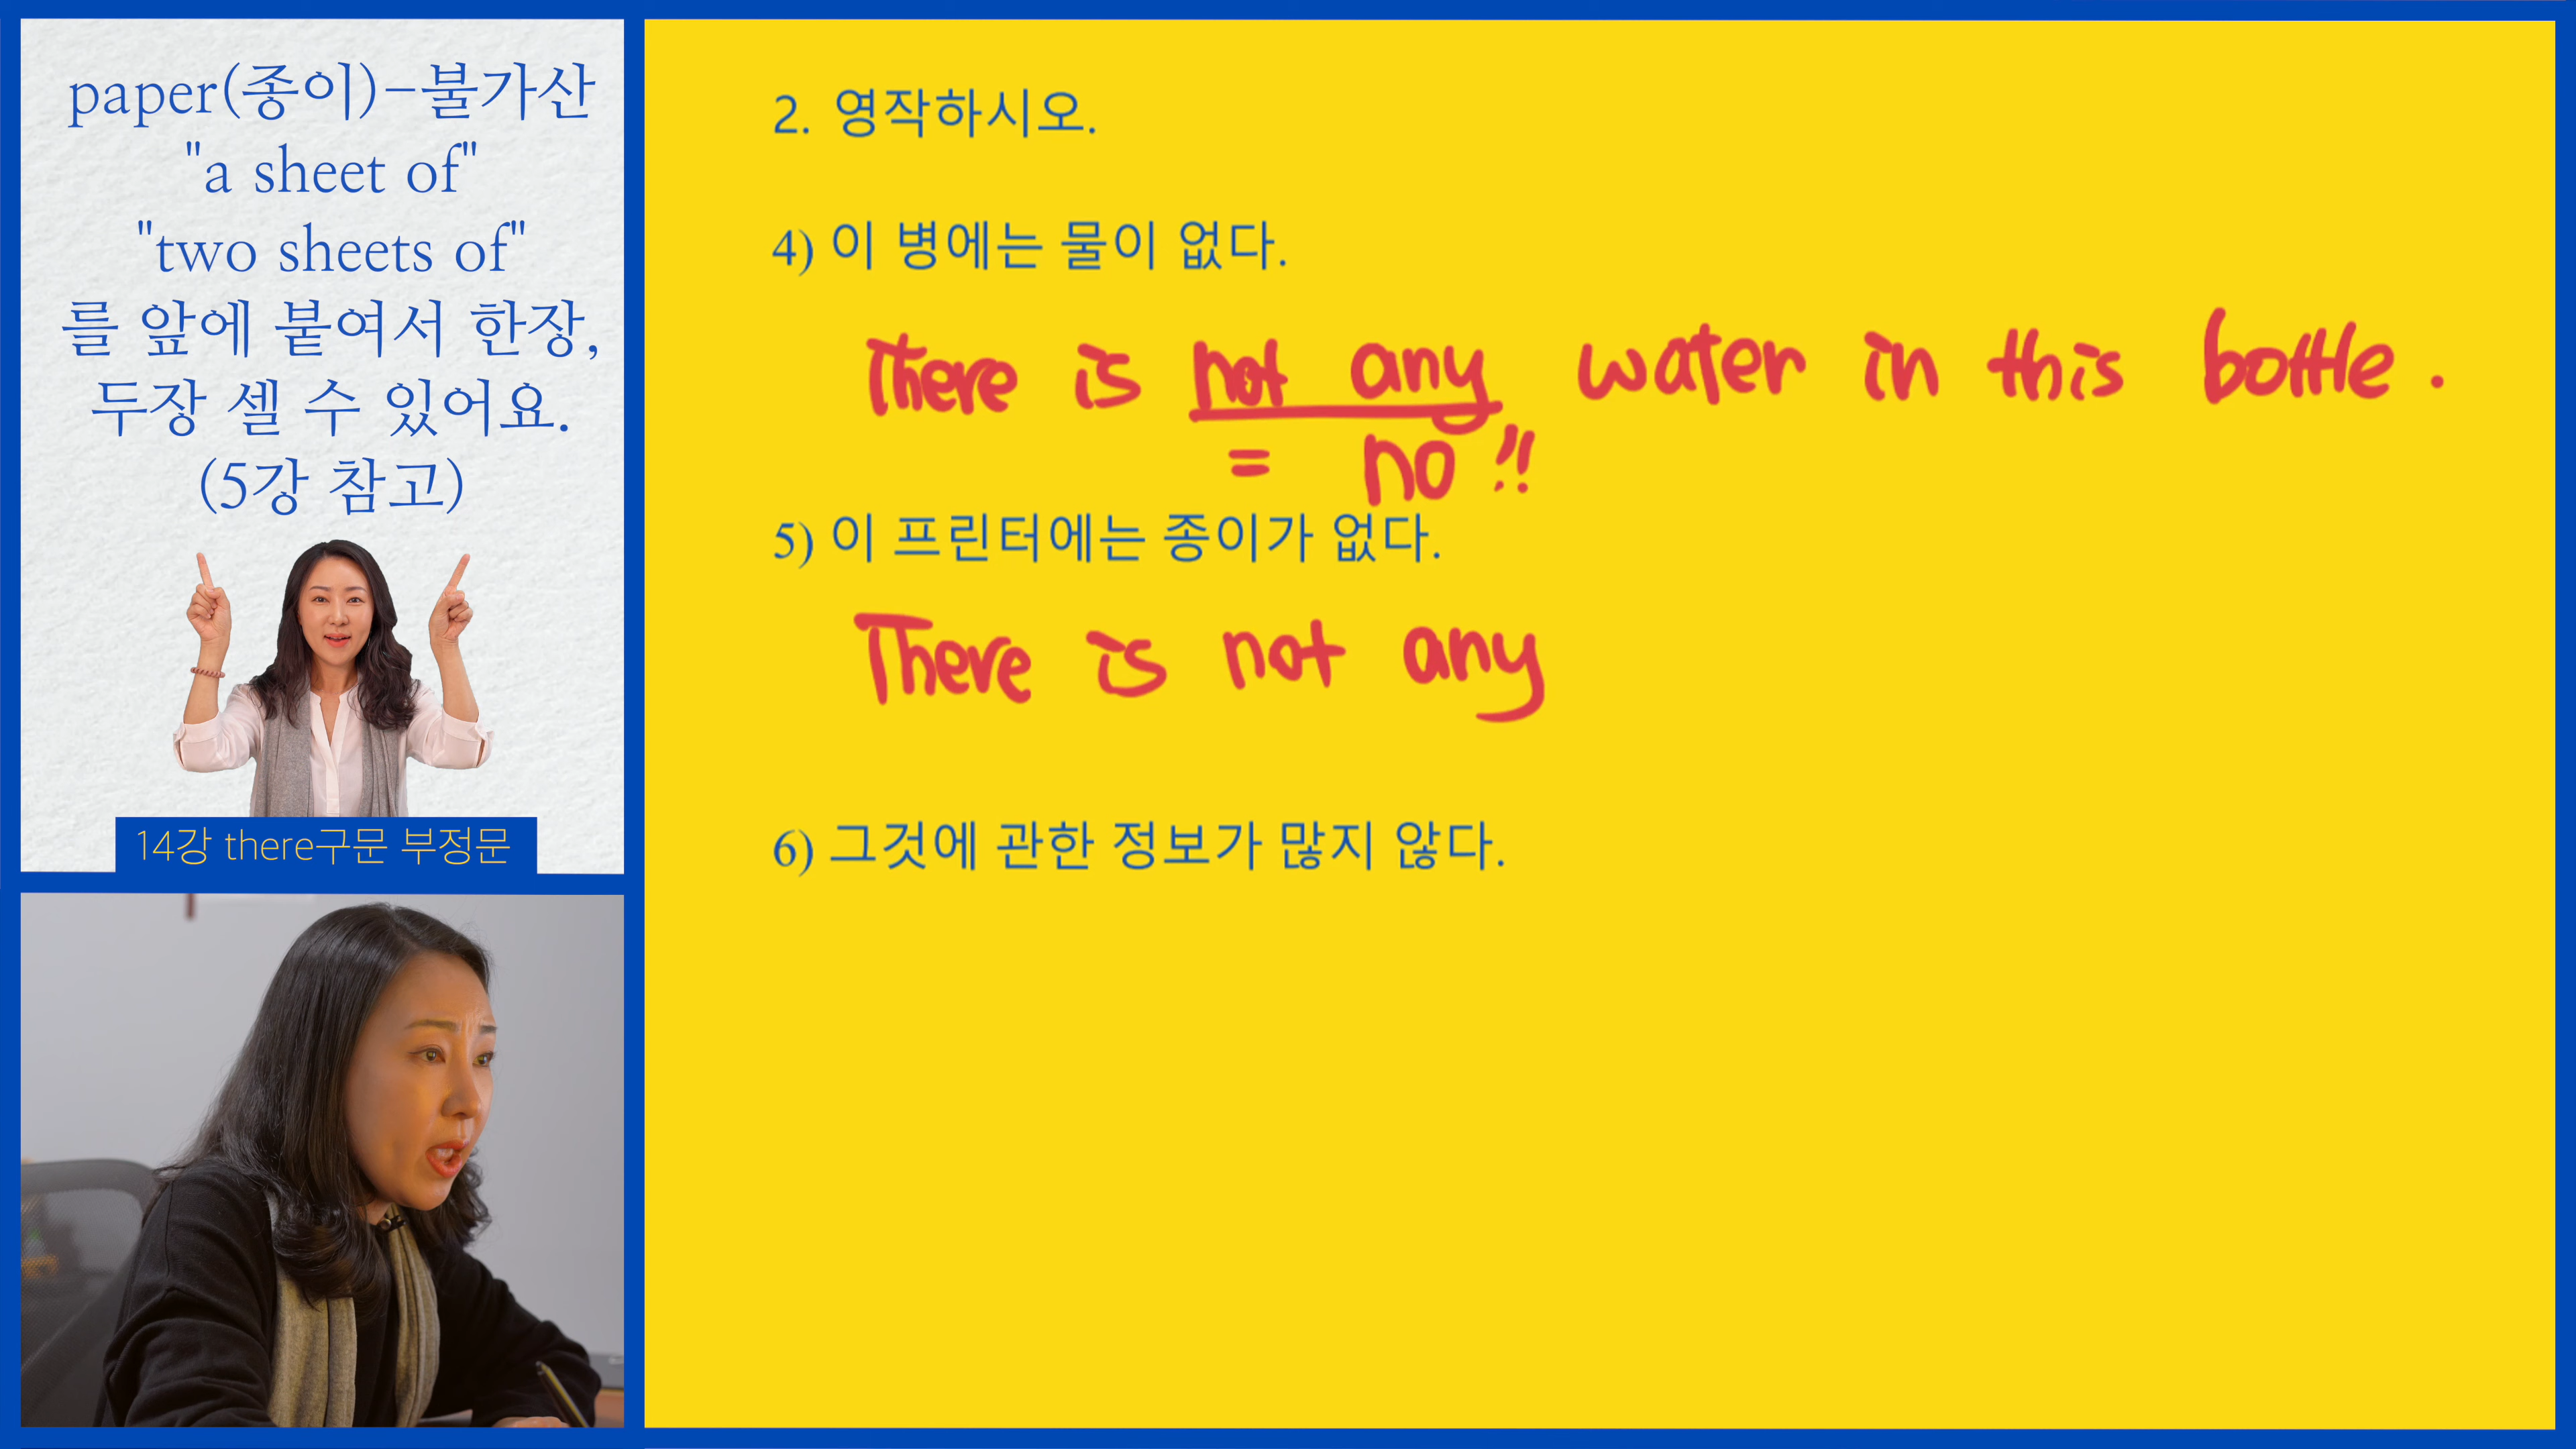 paper(종이)-불가산
"a sheet of"
"two sheets of"
를 앞에 붙여서 한장,
두장 셀 수 있어요.
(5강 참고)
14강 there구문 부정문
2. 영작하시오.
4) 이 병에는 물이 없다.
There is not any water in this bottle.
= no !!
5) 이 프린터에는 종이가 없다.
There is not any
6) 그것에 관한 정보가 많지 않다.